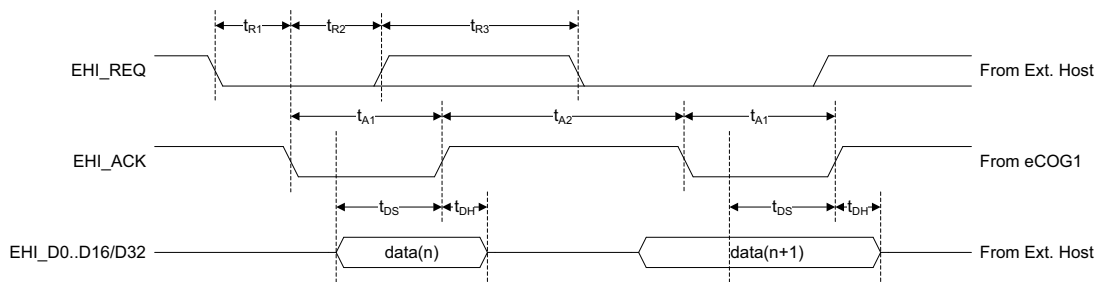 tR1 tR2 tR3
EHI_REQ From Ext. Host
tA1 tA2 tA1
EHI_ACK From eCOG1
tDS tDH tDS tDH
EHI_D0..D16/D32 data(n) data(n+1) From Ext. Host